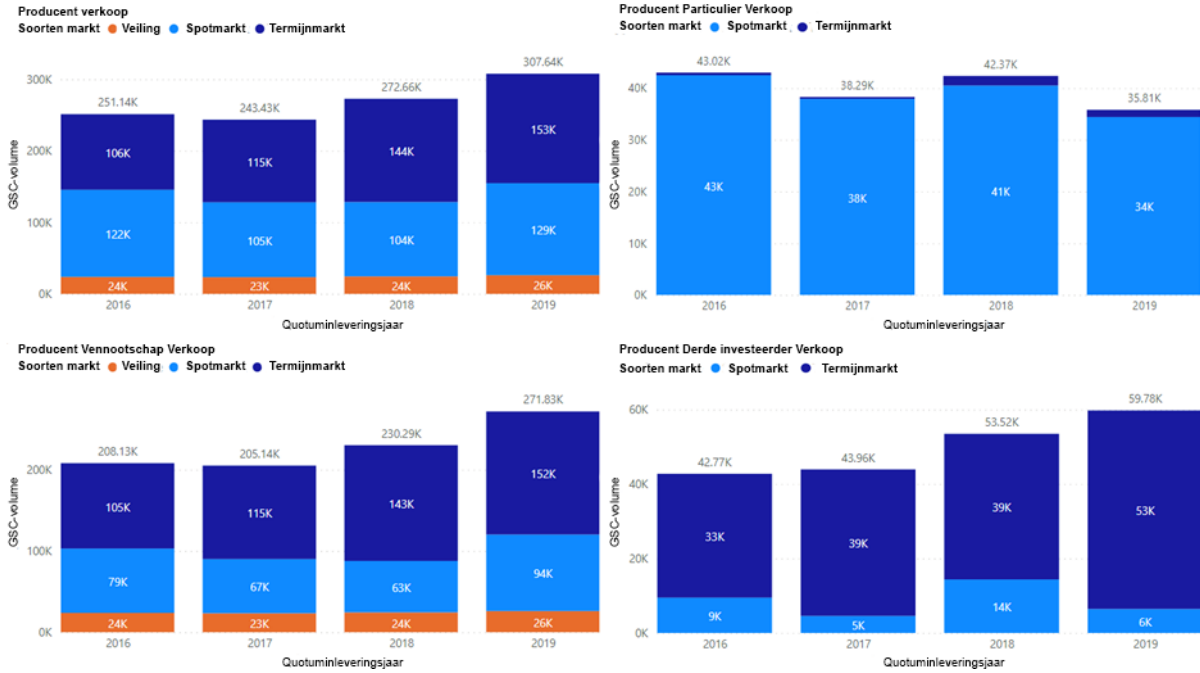 Producent verkoop
Soorten markt Veiling Spotmarkt Termijnmarkt
GSC-volume
300K
200K
100K
0K
251.14K
243.43K
272.66K
307.64K
106K
115K
144K
153K
122K
105K
104K
129K
24K
23K
24K
26K
2016
2017
2018
2019
Quotuminleveringsjaar
Producent Particulier Verkoop
Soorten markt Spotmarkt Termijnmarkt
GSC-volume
40K
30K
20K
10K
0K
43.02K
38.29K
42.37K
35.81K
43K
38K
41K
34K
2016
2017
2018
2019
Quotuminleveringsjaar
Producent Vennootschap Verkoop
Soorten markt Veiling Spotmarkt Termijnmarkt
GSC-volume
200K
100K
0K
208.13K
205.14K
230.29K
271.83K
105K
115K
143K
152K
79K
67K
63K
94K
24K
23K
24K
26K
2016
2017
2018
2019
Quotuminleveringsjaar
Producent Derde investeerder Verkoop
Soorten markt Spotmarkt Termijnmarkt
GSC-volume
60K
40K
20K
0K
42.77K
43.96K
53.52K
59.78K
33K
39K
39K
53K
9K
5K
14K
6K
2016
2017
2018
2019
Quotuminleveringsjaar